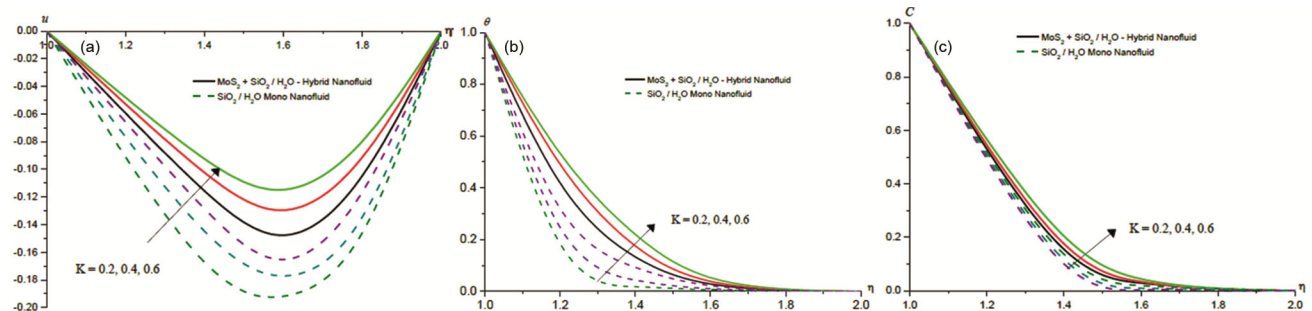 u
0.00
-0.02
-0.04
-0.06
-0.08
-0.10
-0.12
-0.14
-0.16
-0.18
-0.20
1.0
1.2
1.4
1.6
1.8
2.0
η
(a)
MoS2 + SiO2 / H2O - Hybrid Nanofluid
SiO2 / H2O Mono Nanofluid
K = 0.2, 0.4, 0.6
θ
1.0
0.8
0.6
0.4
0.2
0.0
1.0
1.2
1.4
1.6
1.8
2.0
η
(b)
MoS2 + SiO2 / H2O - Hybrid Nanofluid
SiO2 / H2O Mono Nanofluid
K = 0.2, 0.4, 0.6
C
1.0
0.8
0.6
0.4
0.2
0.0
1.0
1.2
1.4
1.6
1.8
2.0
η
(c)
MoS2 + SiO2 / H2O - Hybrid Nanofluid
SiO2 / H2O Mono Nanofluid
K = 0.2, 0.4, 0.6